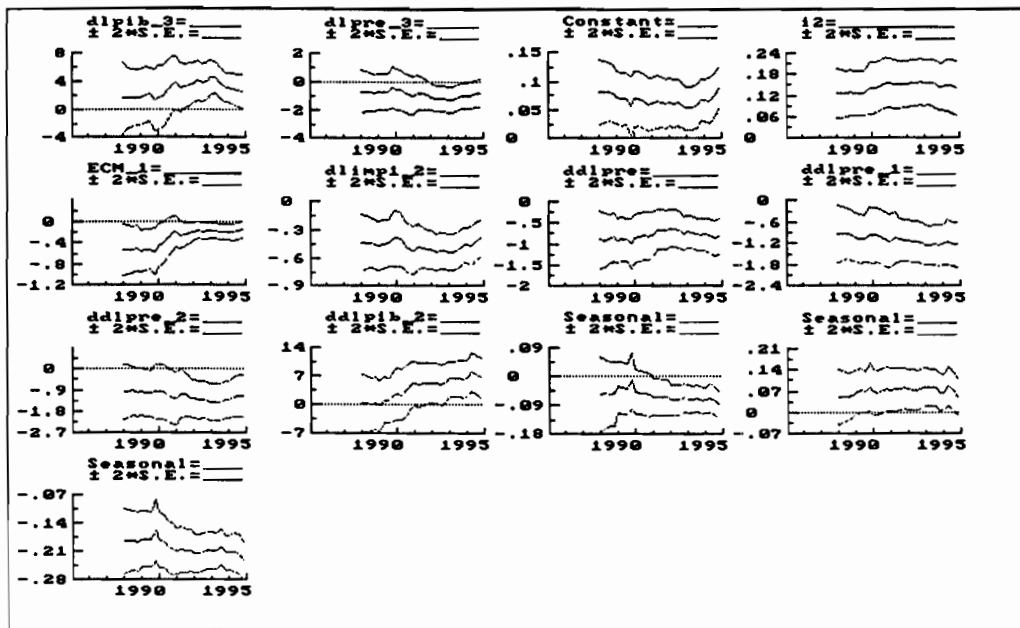 dlpib_3=____
± 2*S.E.=____
8
4
0
-4
1990 1995
dlpre_3=____
± 2*S.E.=____
2
0
-2
-4
1990 1995
Constant=____
± 2*S.E.=____
.15
.1
.05
0
1990 1995
i2=____
± 2*S.E.=____
.24
.18
.12
.06
1990 1995
ECM_1=____
± 2*S.E.=____
0
-.4
-.8
-1.2
1990 1995
dlimpi_2=____
± 2*S.E.=____
0
-.3
-.6
-.9
1990 1995
ddlpre=____
± 2*S.E.=____
0
-.5
-1
-1.5
-2
1990 1995
ddlpre_1=____
± 2*S.E.=____
0
-.6
-1.2
-1.8
-2.4
1990 1995
ddlpre_2=____
± 2*S.E.=____
0
-.9
-1.8
-2.7
1990 1995
ddlpib_2=____
± 2*S.E.=____
14
7
0
-7
1990 1995
Seasonal=____
± 2*S.E.=____
.09
0
-.09
-.18
1990 1995
Seasonal=____
± 2*S.E.=____
.21
.14
.07
0
-.07
1990 1995
Seasonal=____
± 2*S.E.=____
-.07
-.14
-.21
-.28
1990 1995